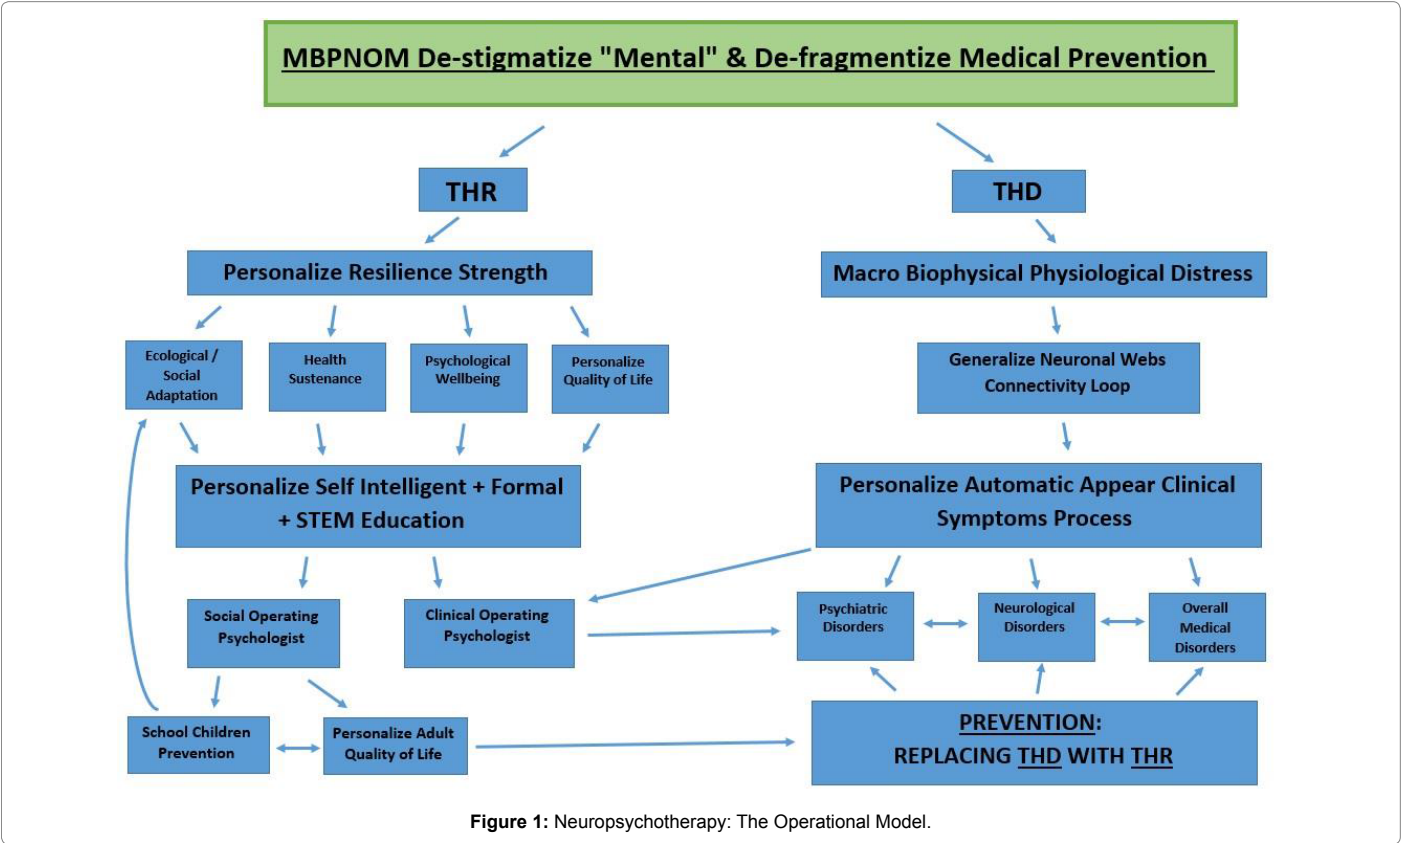 MBPNOM De-stigmatize "Mental" & De-fragmentize Medical Prevention
THR
THD
Personalize Resilience Strength
Macro Biophysical Physiological Distress
Ecological /
Social
Adaptation
Health
Sustenance
Psychological
Wellbeing
Personalize
Quality of Life
Generalize Neuronal Webs
Connectivity Loop
Personalize Self Intelligent + Formal
+ STEM Education
Personalize Automatic Appear Clinical
Symptoms Process
Social Operating
Psychologist
Clinical Operating
Psychologist
Psychiatric
Disorders
Neurological
Disorders
Overall
Medical
Disorders
School Children
Prevention
Personalize Adult
Quality of Life
PREVENTION:
REPLACING THD WITH THR
Figure 1: Neuropsychotherapy: The Operational Model.